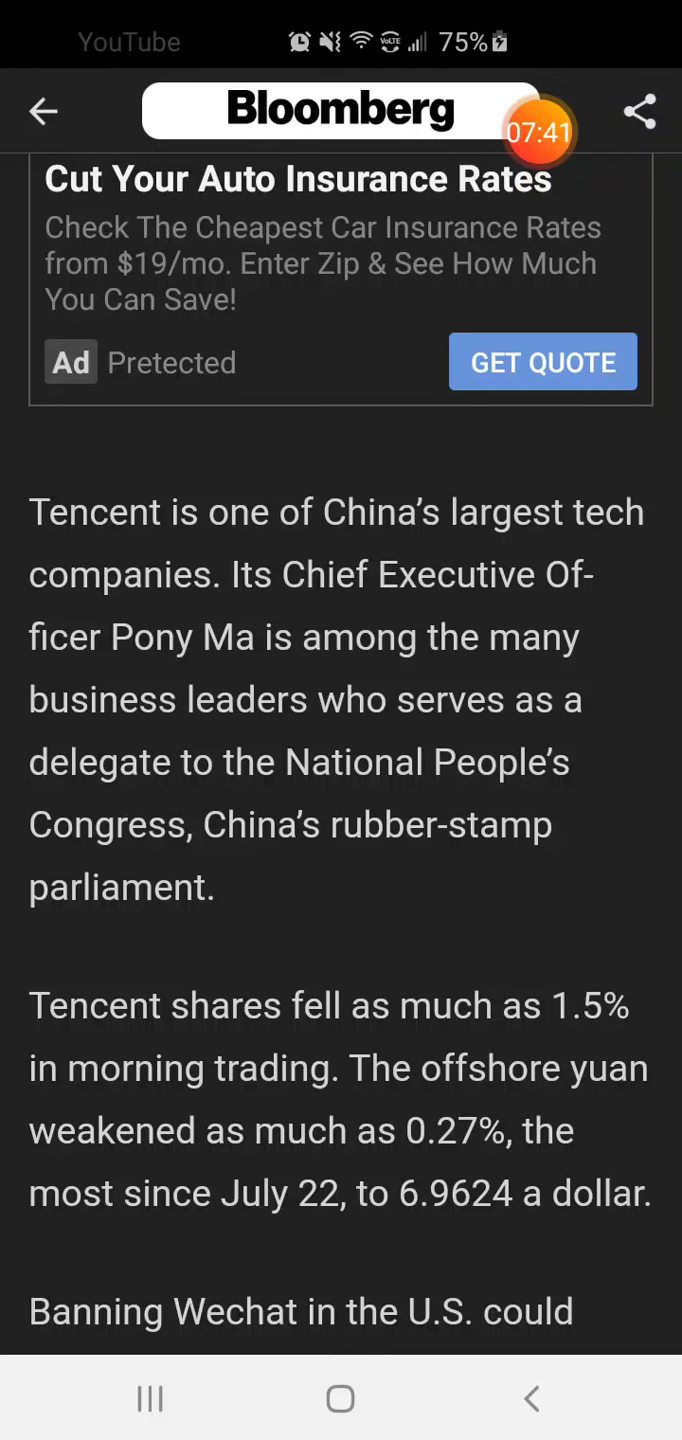 YouTube
VoLTE
75%
Bloomberg
07:41
Cut Your Auto Insurance Rates
Check The Cheapest Car Insurance Rates
from $19/mo. Enter Zip & See How Much
You Can Save!
Ad Pretected
GET QUOTE
Tencent is one of China’s largest tech
companies. Its Chief Executive Of-
ficer Pony Ma is among the many
business leaders who serves as a
delegate to the National People’s
Congress, China’s rubber-stamp
parliament.
Tencent shares fell as much as 1.5%
in morning trading. The offshore yuan
weakened as much as 0.27%, the
most since July 22, to 6.9624 a dollar.
Banning Wechat in the U.S. could